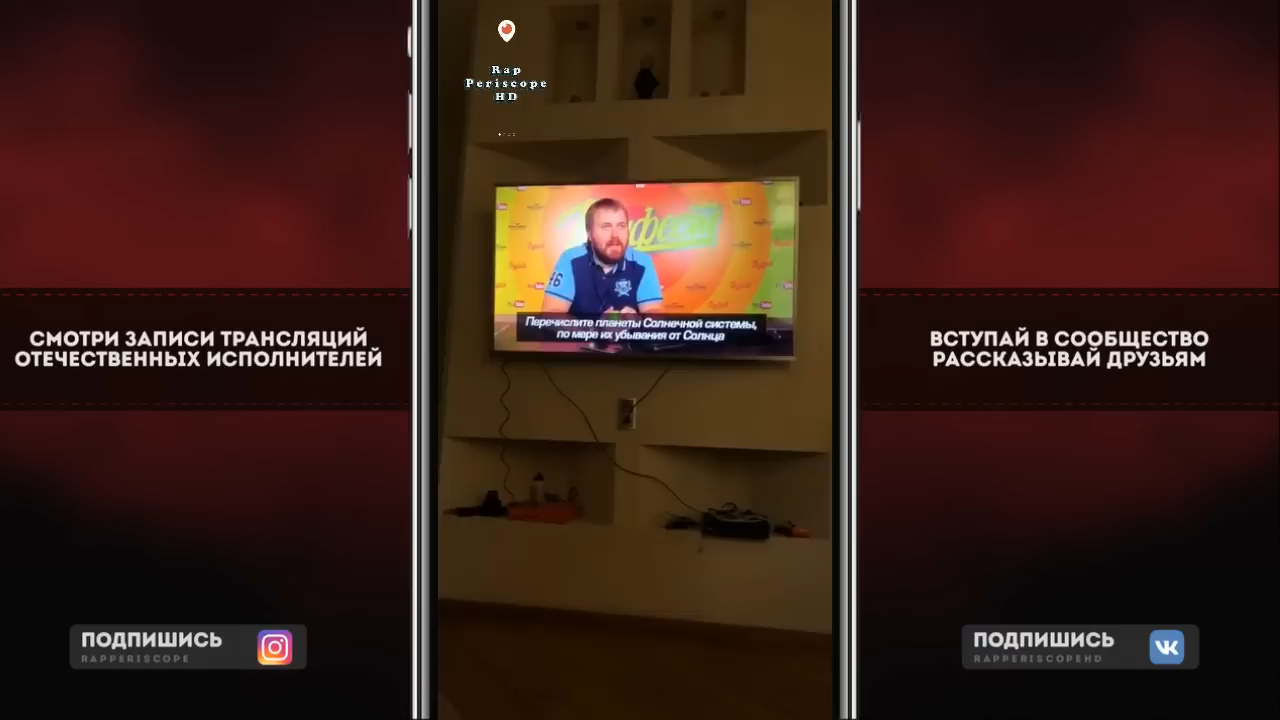 Rap
Periscope
HD
СМОТРИ ЗАПИСИ ТРАНСЛЯЦИЙ
ОТЕЧЕСТВЕННЫХ ИСПОЛНИТЕЛЕЙ
ВСТУПАЙ В СООБЩЕСТВО
РАССКАЗЫВАЙ ДРУЗЬЯМ
46
Перечислите планеты Солнечной системы,
по мере их убывания от Солнца
ПОДПИШИСЬ
RAPPERISCOPE
ПОДПИШИСЬ
RAPPERISCOPEHD